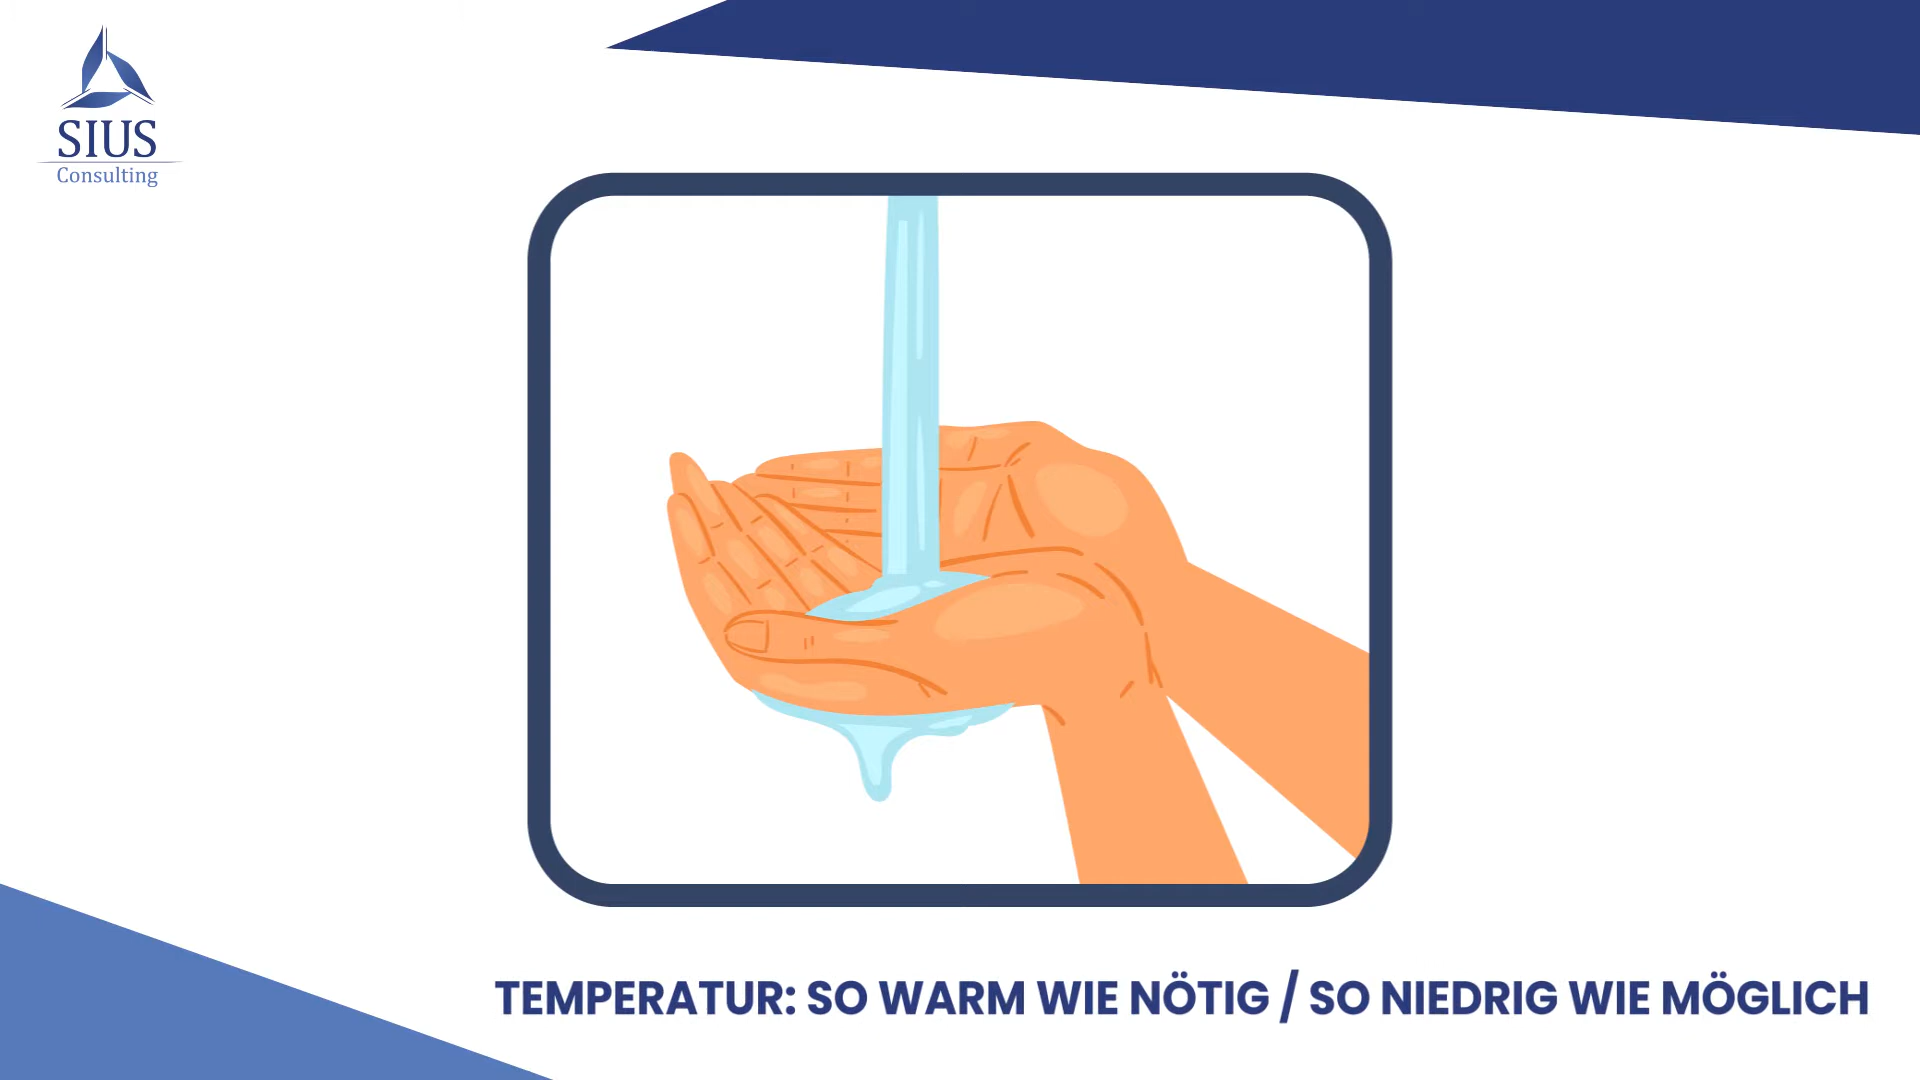 SIUS
Consulting
TEMPERATUR: SO WARM WIE NÖTIG / SO NIEDRIG WIE MÖGLICH